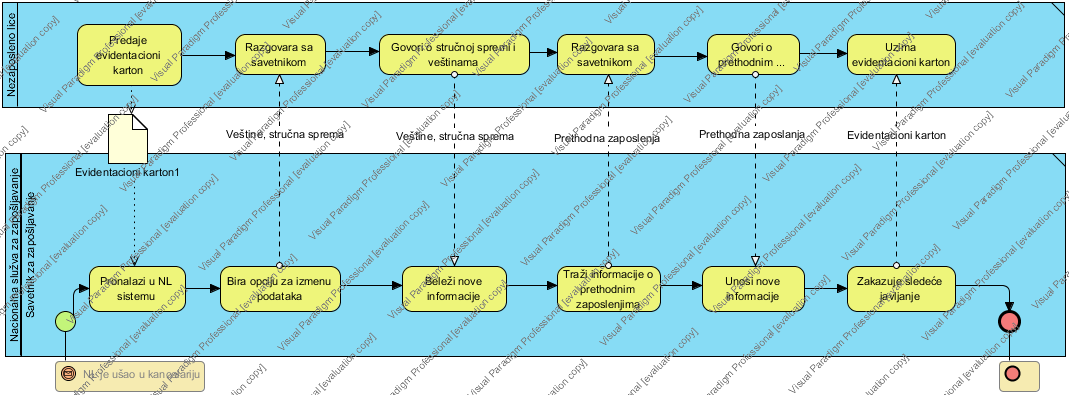 Nezaposleno lice
Predaje
evidentacioni
karton
Razgovara sa
savetnikom
Govori o stručnoj spremi i
veštinama
Razgovara sa
savetnikom
Govori o
prethodnim ...
Uzima
evidentacioni karton
Veštine, stručna sprema
Veštine, stručna sprema
Prethodna zaposlenja
Prethodna zaposlanja
Evidentacioni karton
Evidentacioni karton1
Nacionalna služva za zapošljavanje
Savetnik za zapošljavanje
Pronalazi u NL
sistemu
Bira opciju za izmenu
podataka
Beleži nove
informacije
Traži informacije o
prethodnim
zaposlenjima
Unosi nove
informacije
Zakazuje sledeće
javljanje
NL je ušao u kancelariju
Visual Paradigm Professional [evaluation copy]